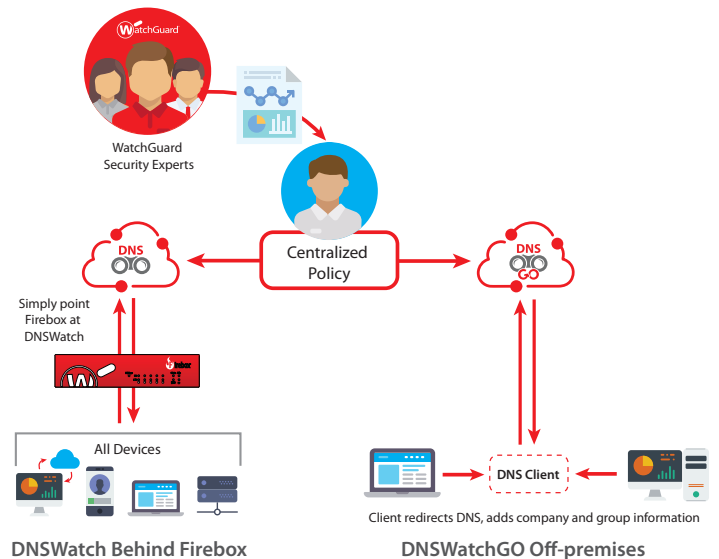 WatchGuard
WatchGuard
Security Experts
Centralized
Policy
DNS
DNS
GO
Simply point
Firebox at
DNSWatch
Firebox
All Devices
DNS Client
Client redirects DNS, adds company and group information
DNSWatch Behind Firebox
DNSWatchGO Off-premises